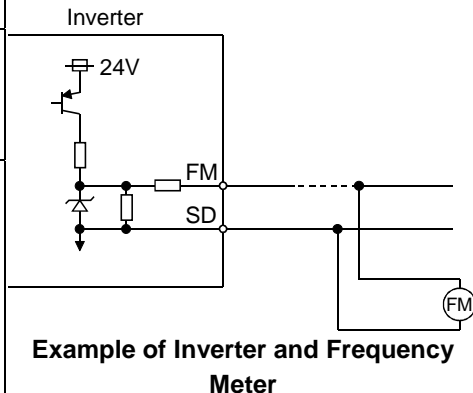 Inverter
24V
FM
SD
FM
Example of Inverter and Frequency
Meter